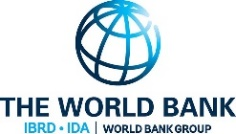 THE WORLD BANK
IBRD • IDA | WORLD BANK GROUP